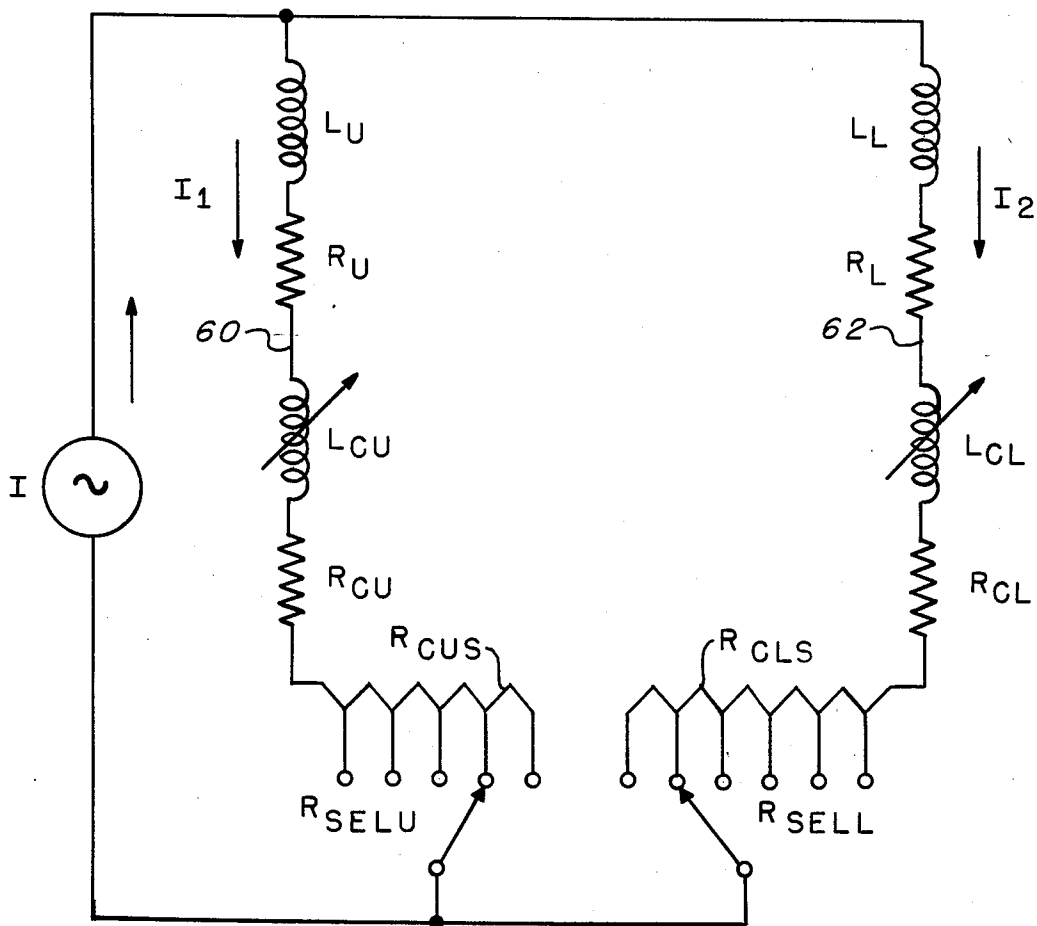 LU
LL
I1
I2
RU
RL
60
62
LCU
LCL
I
~
RCU
RCL
RCUS
RCLS
RSELU
RSELL